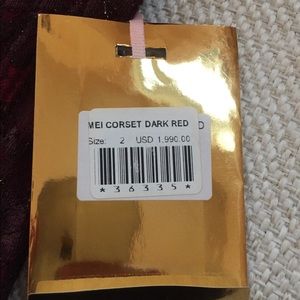 MEI CORSET DARK RED
Size: 2 USD 1,990.00
*36335*